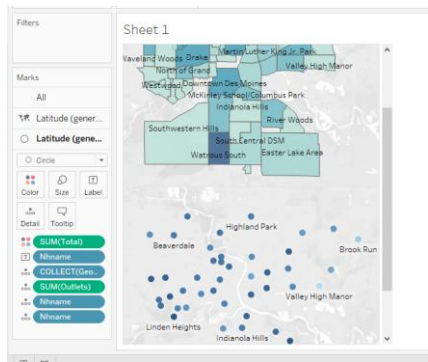 Filters
Marks
All
Latitude (gener...
Latitude (gene...
Circle
Color
Size
Label
Detail
Tooltip
SUM(Total)
Nhname
COLLECT(Geo..
SUM(Outlets)
Nhname
Nhname
Sheet 1
Martin Luther King Jr. Park
Waveland Woods
Drake
Valley High Manor
North of Grand
Westwood
Downtown Des Moines
McKinley School/Columbus Park
Indianola Hills
River Woods
Southwestern Hills
South Central DSM
Watrous South
Easter Lake Area
Highland Park
Beaverdale
Brook Run
Valley High Manor
Linden Heights
Indianola Hills